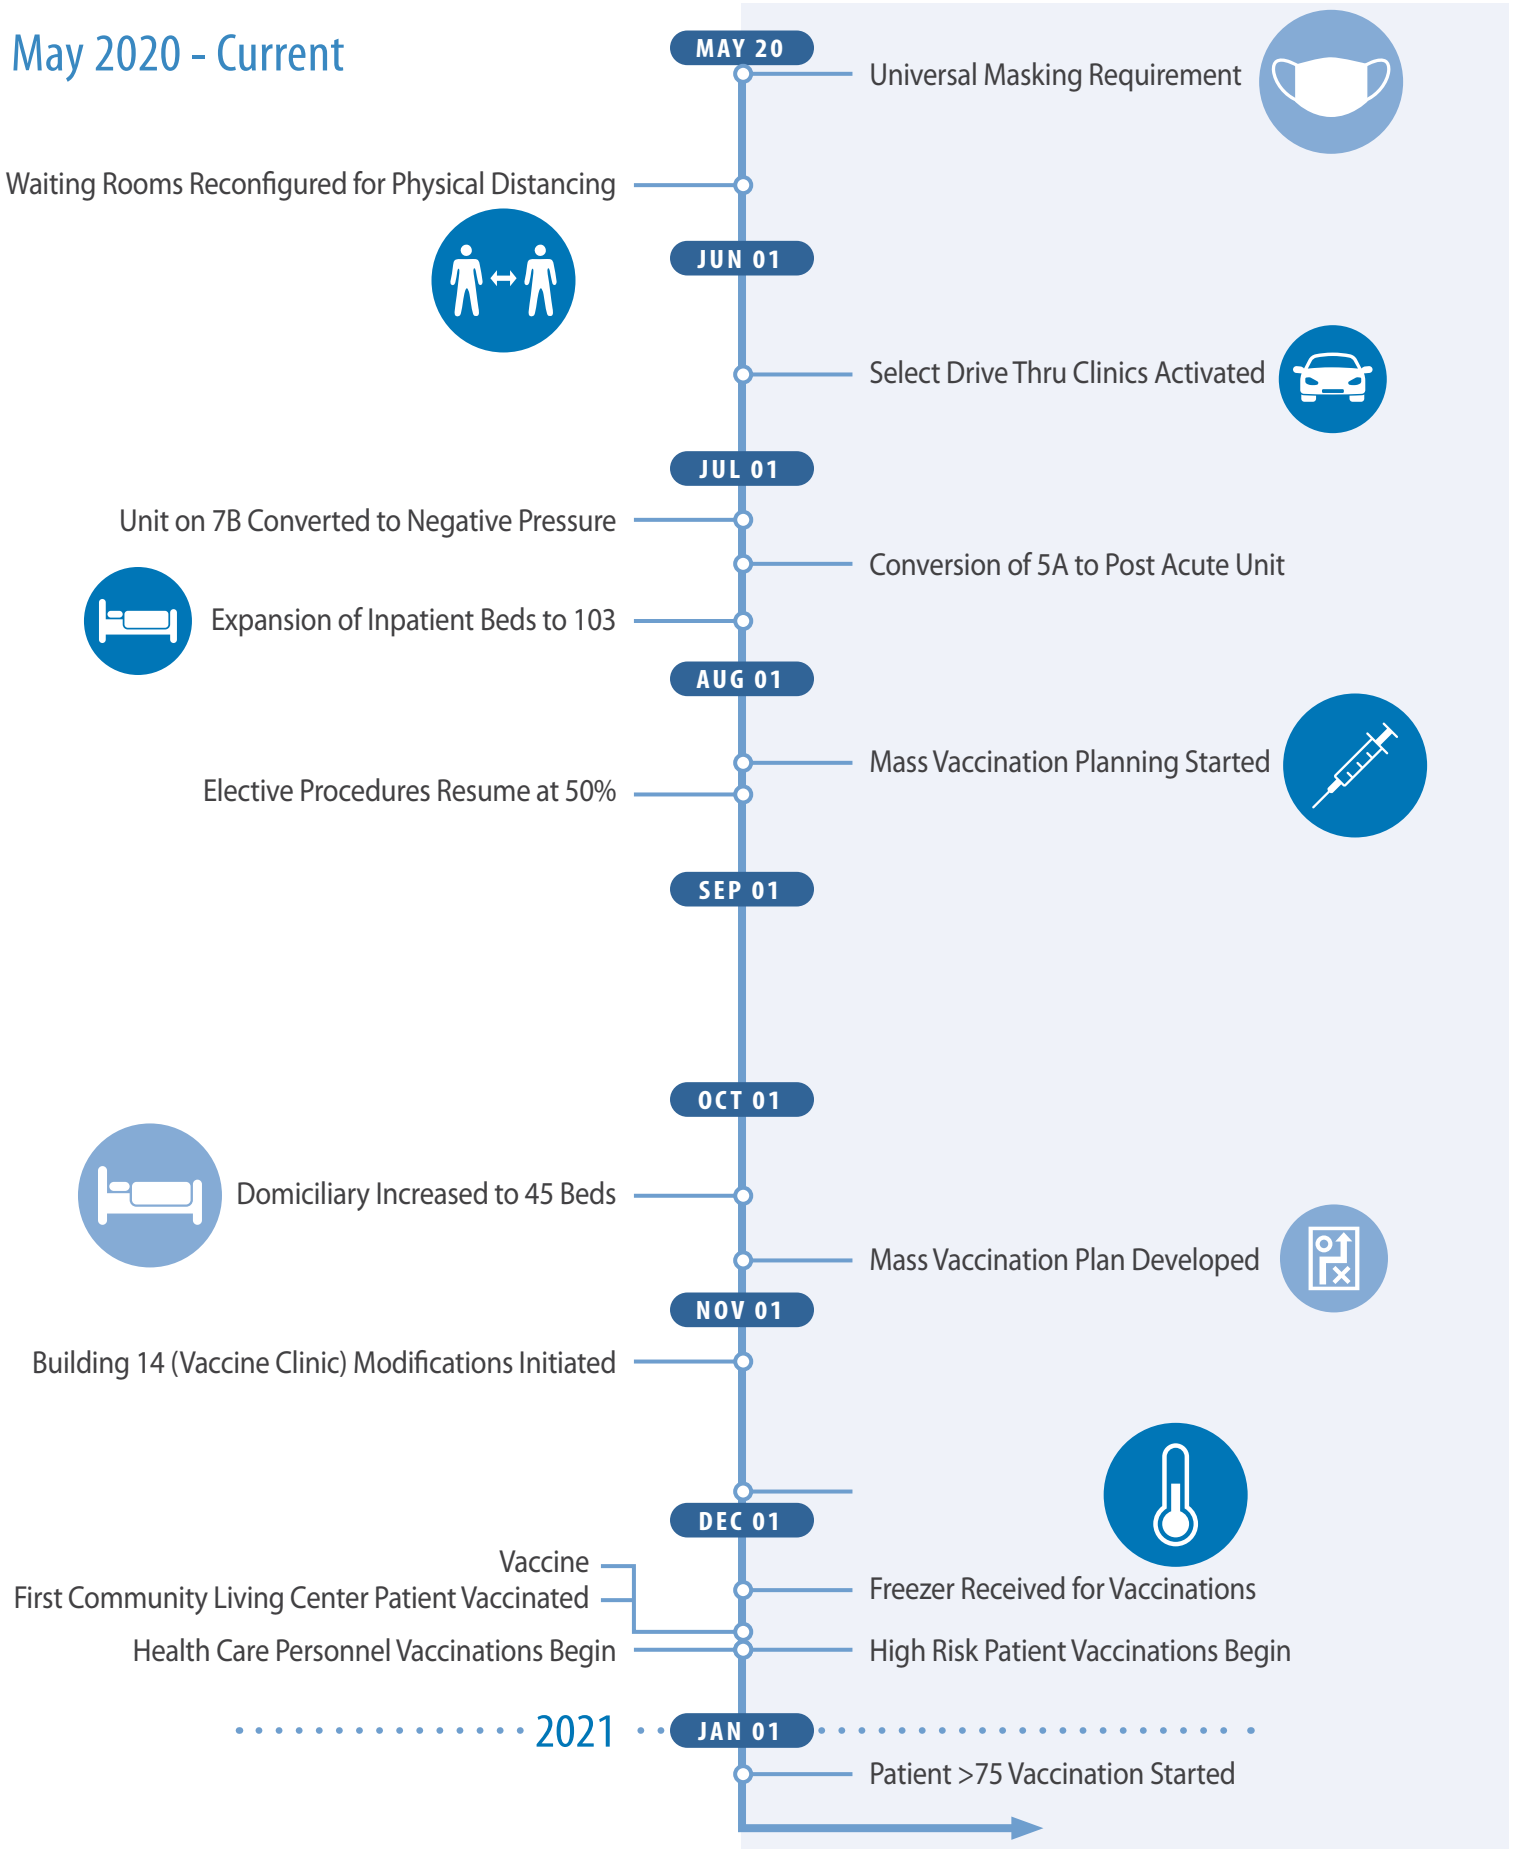 May 2020 - Current
MAY 20
Universal Masking Requirement
Waiting Rooms Reconfigured for Physical Distancing
JUN 01
Select Drive Thru Clinics Activated
JUL 01
Unit on 7B Converted to Negative Pressure
Conversion of 5A to Post Acute Unit
Expansion of Inpatient Beds to 103
AUG 01
Mass Vaccination Planning Started
Elective Procedures Resume at 50%
SEP 01
OCT 01
Domiciliary Increased to 45 Beds
Mass Vaccination Plan Developed
NOV 01
Building 14 (Vaccine Clinic) Modifications Initiated
DEC 01
Vaccine
Freezer Received for Vaccinations
First Community Living Center Patient Vaccinated
Health Care Personnel Vaccinations Begin
High Risk Patient Vaccinations Begin
2021
JAN 01
Patient >75 Vaccination Started